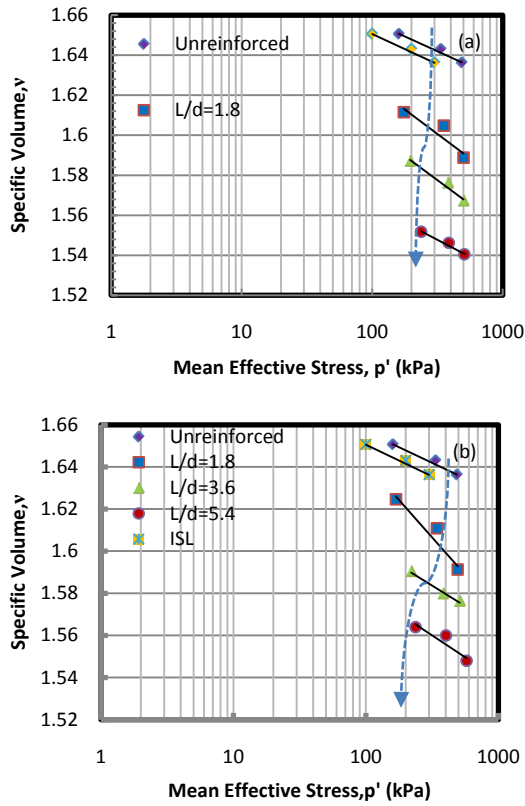 1.66
1.64
1.62
1.6
1.58
1.56
1.54
1.52
Specific Volume,ν
Unreinforced
L/d=1.8
(a)
1
10
100
1000
Mean Effective Stress, p' (kPa)
1.66
1.64
1.62
1.6
1.58
1.56
1.54
1.52
Specific Volume,ν
Unreinforced
L/d=1.8
L/d=3.6
L/d=5.4
ISL
(b)
1
10
100
1000
Mean Effective Stress,p' (kPa)